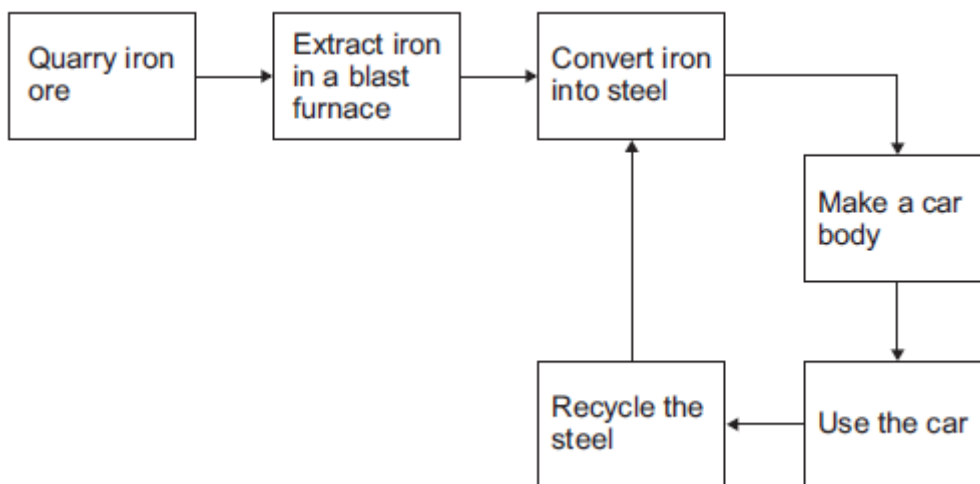 Quarry iron
ore
Extract iron
in a blast
furnace
Convert iron
into steel
Make a car
body
Use the car
Recycle the
steel